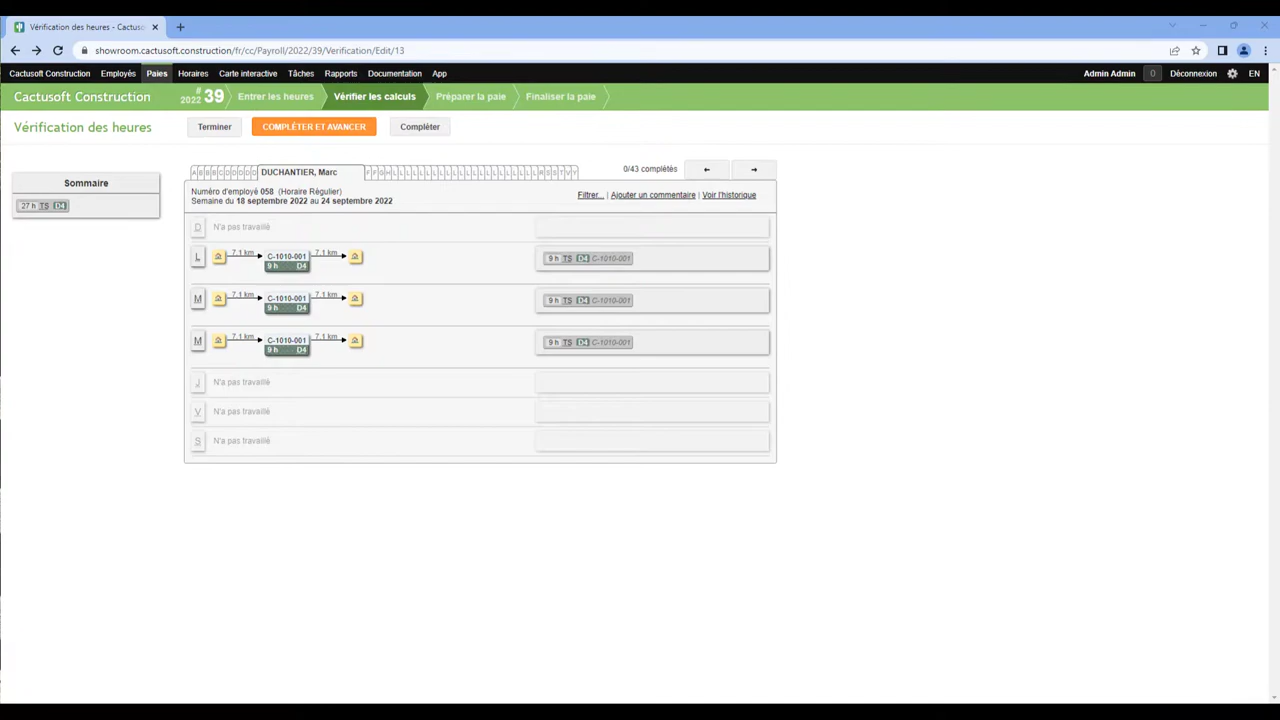 Vérification des heures - Cactuso
showroom.cactusoft.construction/fr/cc/Payroll/2022/39/Verification/Edit/13
Cactusoft Construction Employés Paies Horaires Carte interactive Tâches Rapports Documentation App Admin Admin 0 Déconnexion EN
Cactusoft Construction # 2022 39 Entrer les heures Vérifier les calculs Préparer la paie Finaliser la paie
Vérification des heures Terminer COMPLÉTER ET AVANCER Compléter
DUCHANTIER, Marc 0/43 complétés ← →
Sommaire
27 h TS D4
Numéro d'employé 058 (Horaire Régulier) Filtrer... | Ajouter un commentaire | Voir l'historique
Semaine du 18 septembre 2022 au 24 septembre 2022
D N'a pas travaillé
L 7.1 km C-1010-001 7.1 km 9 h TS D4 C-1010-001
9 h D4
M 7.1 km C-1010-001 7.1 km 9 h TS D4 C-1010-001
9 h D4
M 7.1 km C-1010-001 7.1 km 9 h TS D4 C-1010-001
9 h D4
J N'a pas travaillé
V N'a pas travaillé
S N'a pas travaillé